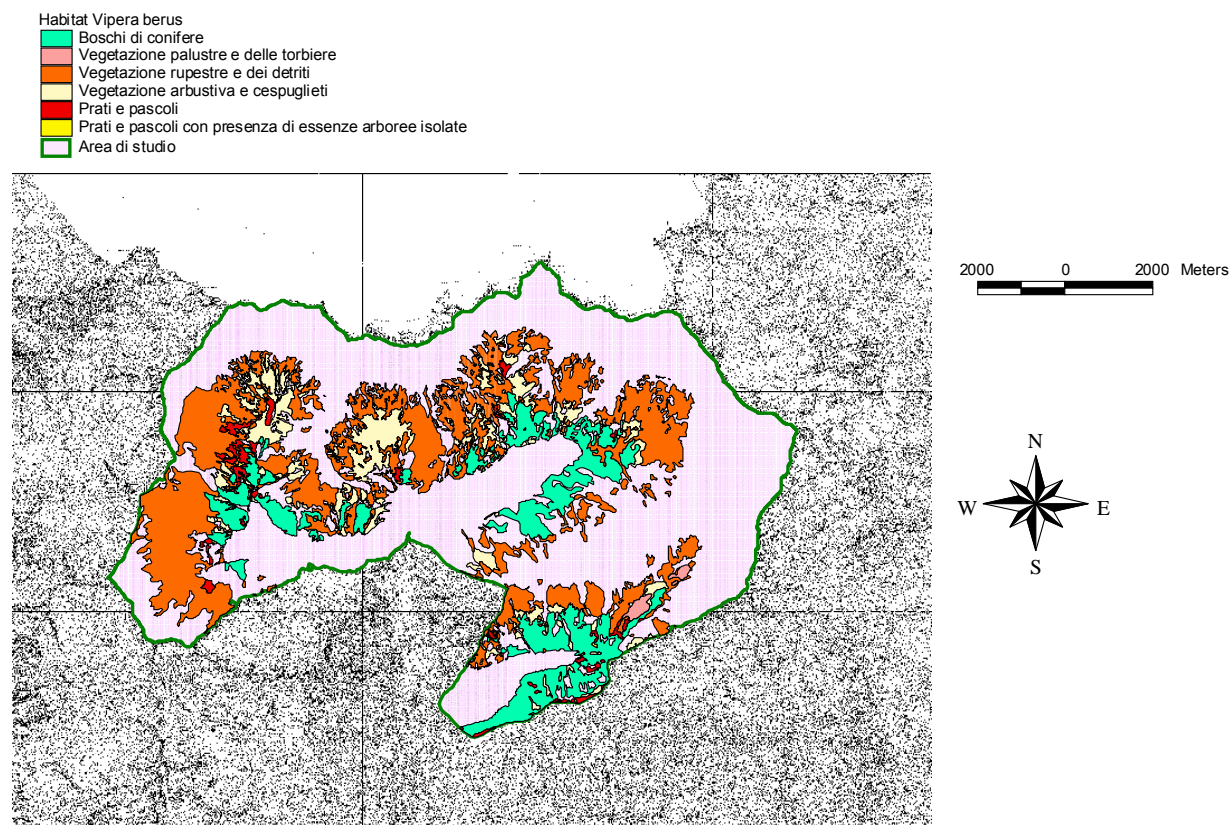 Habitat Vipera berus
Boschi di conifere
Vegetazione palustre e delle torbiere
Vegetazione rupestre e dei detriti
Vegetazione arbustiva e cespuglieti
Prati e pascoli
Prati e pascoli con presenza di essenze arboree isolate
Area di studio
2000 0 2000 Meters
N
W E
S